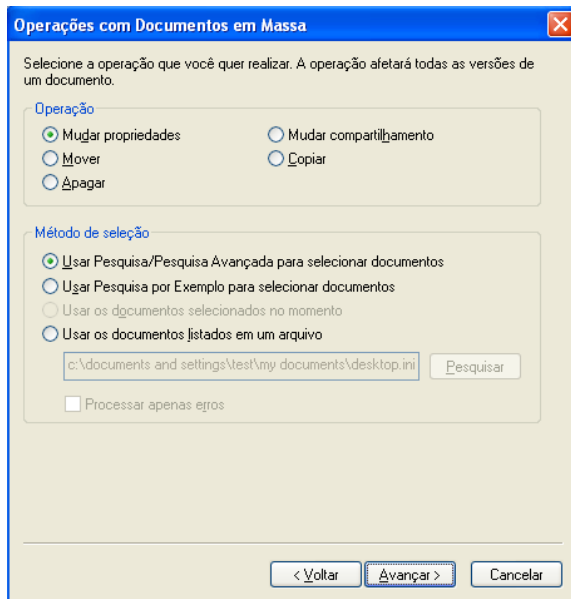 Operações com Documentos em Massa
Selecione a operação que você quer realizar. A operação afetará todas as versões de
um documento.
Operação
Mudar propriedades
Mudar compartilhamento
Mover
Copiar
Apagar
Método de seleção
Usar Pesquisa/Pesquisa Avançada para selecionar documentos
Usar Pesquisa por Exemplo para selecionar documentos
Usar os documentos selecionados no momento
Usar os documentos listados em um arquivo
c:\documents and settings\test\my documents\desktop.ini
Pesquisar
Processar apenas erros
< Voltar
Avançar >
Cancelar